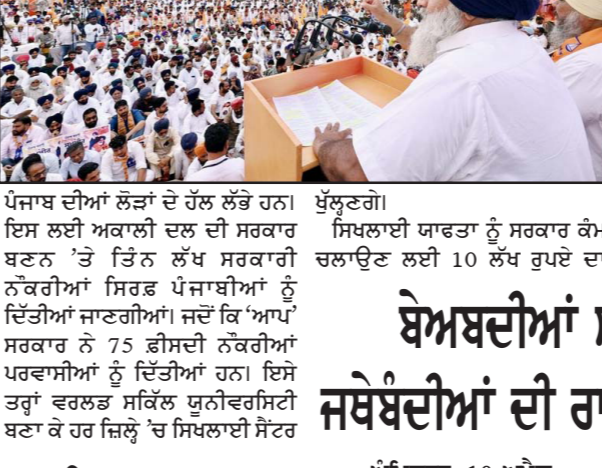 ਪੰਜਾਬ ਦੀਆਂ ਲੋੜਾਂ ਦੇ ਹੱਲ ਲੱਭੇ ਹਨ।
ਇਸ ਲਈ ਅਕਾਲੀ ਦਲ ਦੀ ਸਰਕਾਰ
ਬਣਨ ’ਤੇ ਤਿੰਨ ਲੱਖ ਸਰਕਾਰੀ
ਨੌਕਰੀਆਂ ਸਿਰਫ਼ ਪੰਜਾਬੀਆਂ ਨੂੰ
ਦਿੱਤੀਆਂ ਜਾਣਗੀਆਂ। ਜਦੋਂ ਕਿ ‘ਆਪ’
ਸਰਕਾਰ ਨੇ 75 ਫ਼ੀਸਦੀ ਨੌਕਰੀਆਂ
ਪਰਵਾਸੀਆਂ ਨੂੰ ਦਿੱਤੀਆਂ ਹਨ। ਇਸੇ
ਤਰ੍ਹਾਂ ਵਰਲਡ ਸਕਿੱਲ ਯੂਨੀਵਰਸਿਟੀ
ਬਣਾ ਕੇ ਹਰ ਜ਼ਿਲ੍ਹੇ ’ਚ ਸਿਖਲਾਈ ਸੈਂਟਰ
ਖੁੱਲ੍ਹਣਗੇ।
ਸਿਖਲਾਈ ਯਾਫਤਾ ਨੂੰ ਸਰਕਾਰ
ਚਲਾਉਣ ਲਈ 10 ਲੱਖ ਰੁਪਏ
ਬੇਅਬਦੀਆਂ
ਜਥੇਬੰਦੀਆਂ ਦੀ